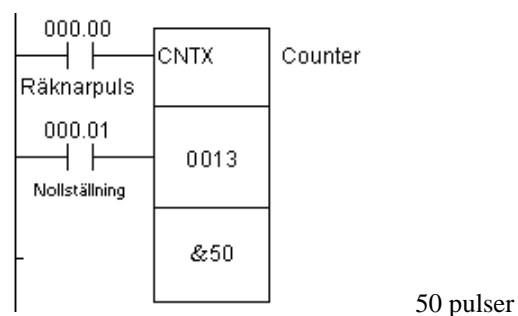 000.00
CNTX Counter
Räknarpuls
000.01
0013
Nollställning
&50
50 pulser